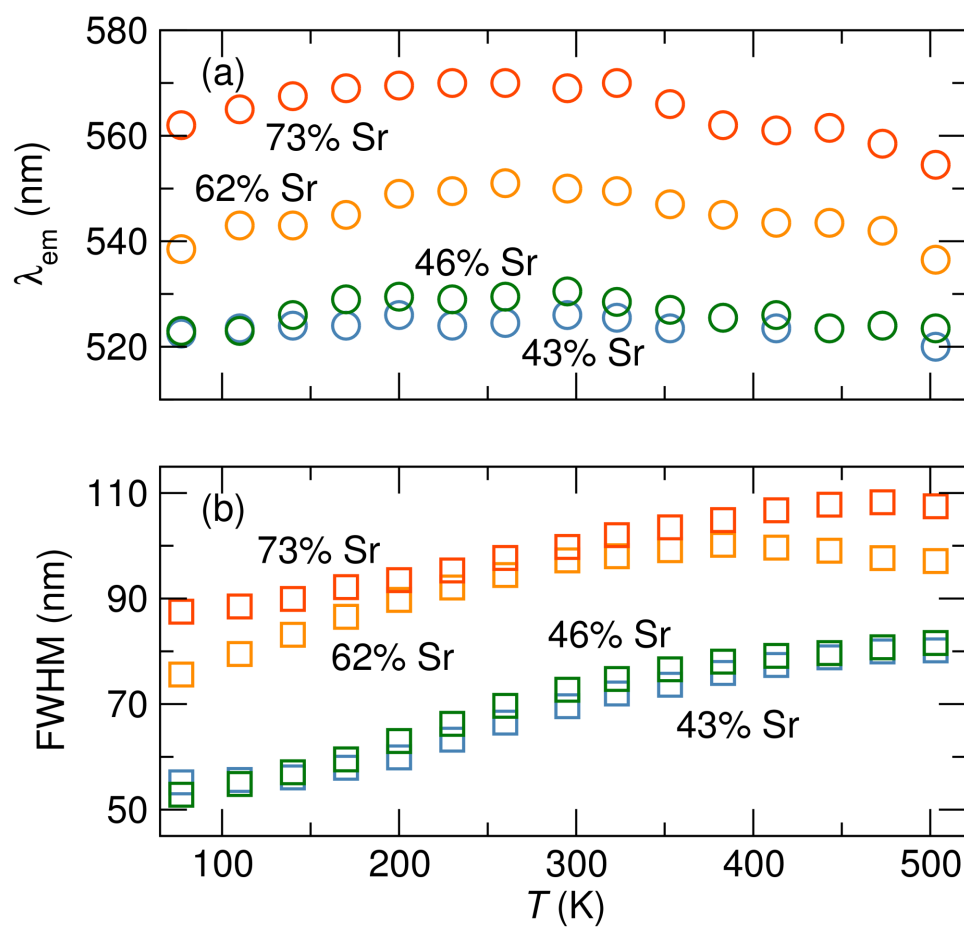 580
(a)
560
73% Sr
62% Sr
λem (nm)
540
46% Sr
520
43% Sr
110
(b)
73% Sr
90
FWHM (nm)
62% Sr
46% Sr
70
43% Sr
50
100 200 300 400 500
T (K)